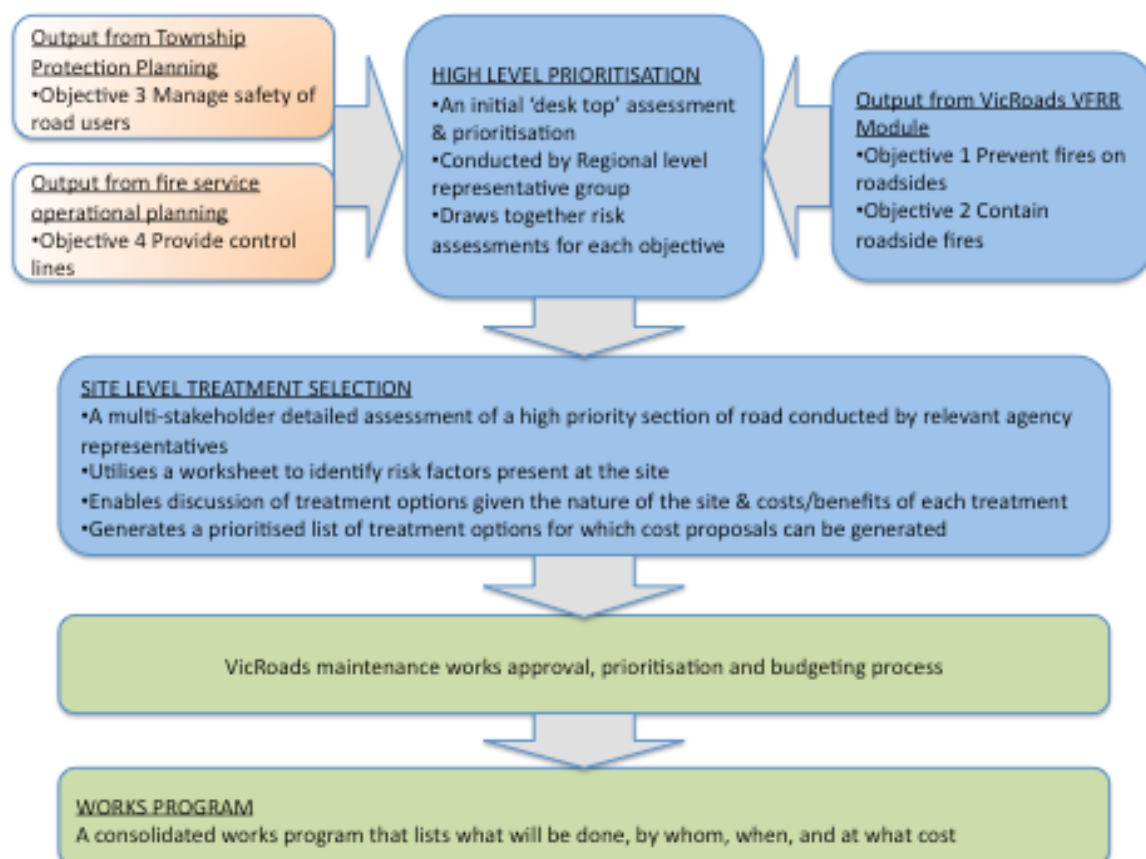 Output from Township
Protection Planning
•Objective 3 Manage safety of
road users
Output from fire service
operational planning
•Objective 4 Provide control
lines
HIGH LEVEL PRIORITISATION
•An initial ‘desk top’ assessment
& prioritisation
•Conducted by Regional level
representative group
•Draws together risk
assessments for each objective
Output from VicRoads VFRR
Module
•Objective 1 Prevent fires on
roadsides
•Objective 2 Contain
roadside fires
SITE LEVEL TREATMENT SELECTION
•A multi-stakeholder detailed assessment of a high priority section of road conducted by relevant agency
representatives
•Utilises a worksheet to identify risk factors present at the site
•Enables discussion of treatment options given the nature of the site & costs/benefits of each treatment
•Generates a prioritised list of treatment options for which cost proposals can be generated
VicRoads maintenance works approval, prioritisation and budgeting process
WORKS PROGRAM
A consolidated works program that lists what will be done, by whom, when, and at what cost